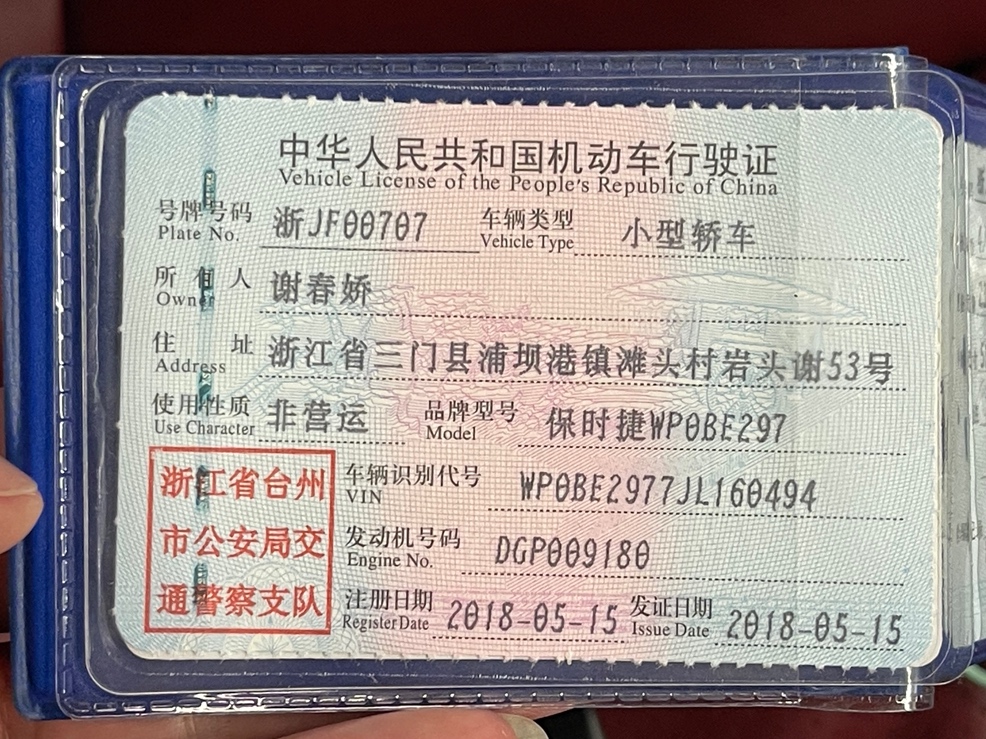 中华人民共和国机动车行驶证
Vehicle License of the People's Republic of China
号牌号码 浙JF00707 车辆类型 小型轿车
Plate No. Vehicle Type
所有人 谢春娇
Owner
住址 浙江省三门县浦坝港镇滩头村岩头谢53号
Address
使用性质 非营运 品牌型号 保时捷WP0BE297
Use Character Model
浙江省台州
市公安局交
通警察支队
车辆识别代号 WP0BE2977JL160494
VIN
发动机号码 DGP009180
Engine No.
注册日期 2018-05-15 发证日期 2018-05-15
Register Date Issue Date